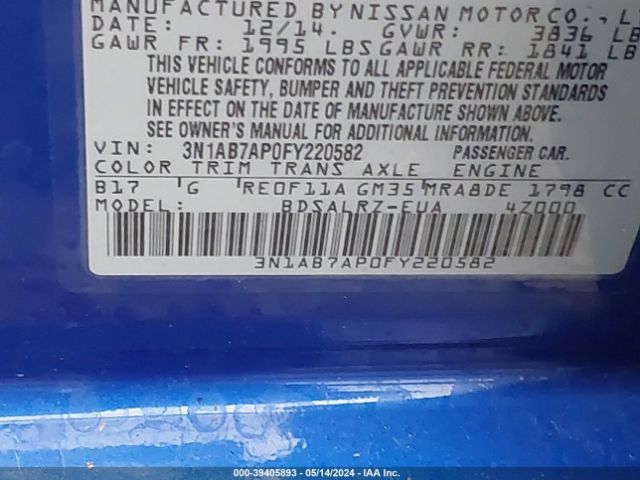 MANUFACTURED BY NISSAN MOTOR CO., L
DATE: 12/14. GVWR: 3836 LB
GAWR FR: 1995 LBS GAWR RR: 1841 LB
THIS VEHICLE CONFORMS TO ALL APPLICABLE FEDERAL MOTOR
VEHICLE SAFETY, BUMPER AND THEFT PREVENTION STANDARDS
IN EFFECT ON THE DATE OF MANUFACTURE SHOWN ABOVE.
SEE OWNER'S MANUAL FOR ADDITIONAL INFORMATION
VIN: 3N1AB7AP0FY220582 PASSENGER CAR.
COLOR TRIM TRANS AXLE ENGINE
B17 G RE0F11A GM35 MRA8DE 1798 CC
MODEL: BDSALRZ-EUA 4Z000
3N1AB7AP0FY220582
000-39405893 - 05/14/2024 - IAA Inc.